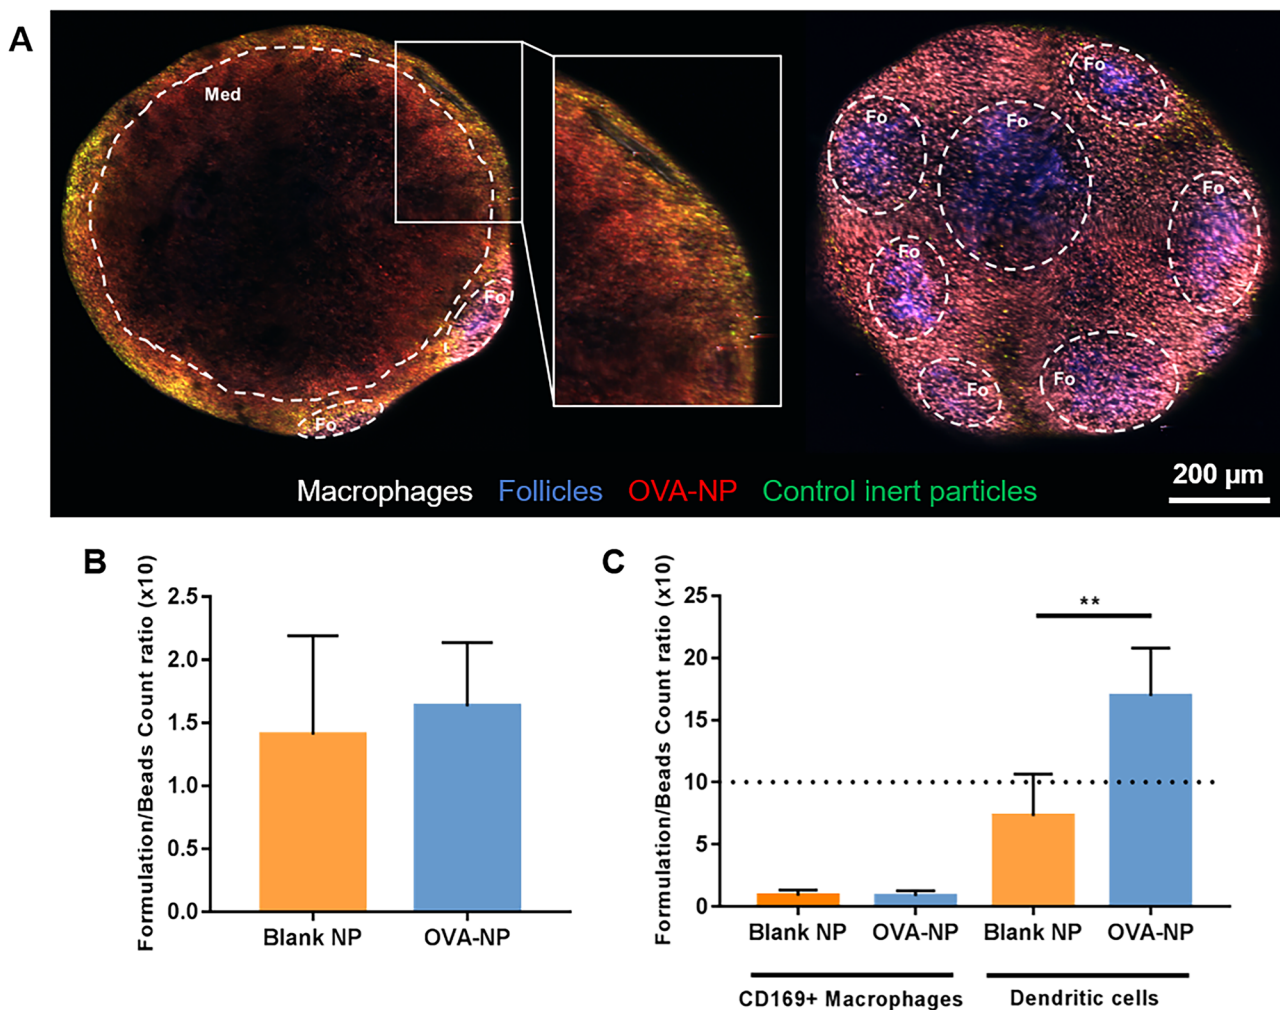 A
Med
Fo
Fo
Fo
Fo
Fo
Fo
Fo
Fo
Fo
Macrophages Follicles OVA-NP Control inert particles
200 µm
B
Formulation/Beads Count ratio (x10)
2.5
2.0
1.5
1.0
0.5
0.0
Blank NP OVA-NP
C
Formulation/Beads Count ratio (x10)
25
20
15
10
5
0
**
Blank NP OVA-NP Blank NP OVA-NP
CD169+ Macrophages Dendritic cells